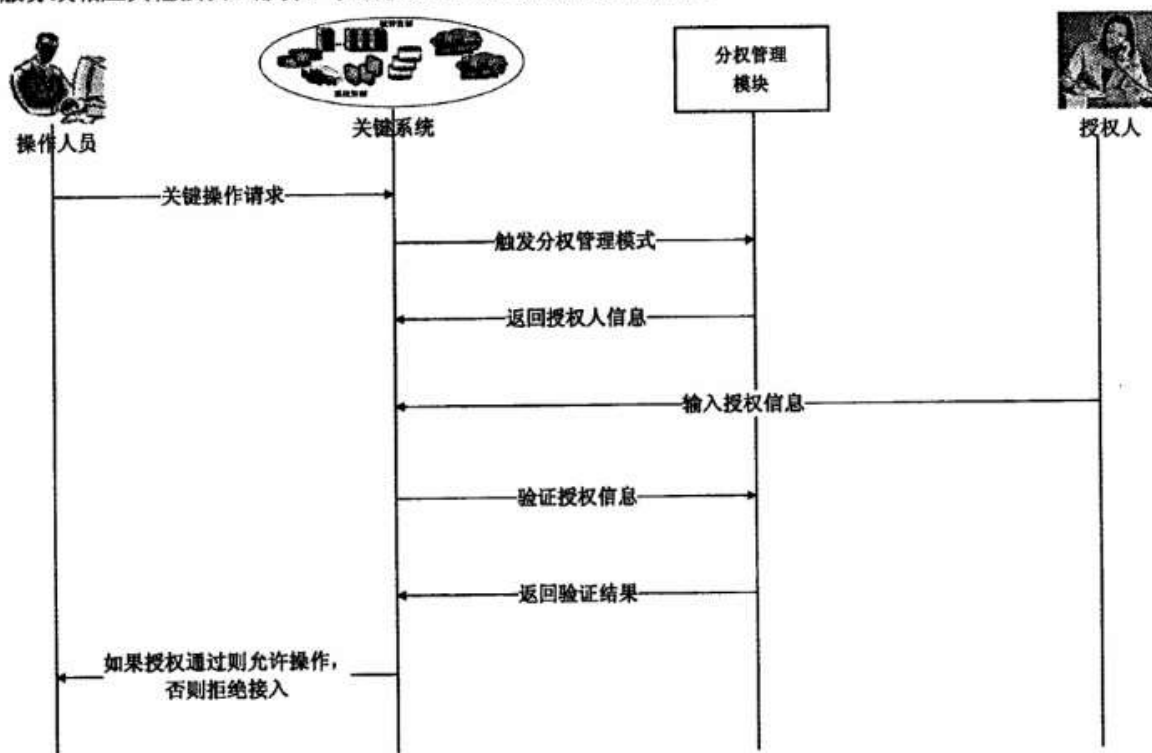 分权管理
模块
操作人员
关键系统
授权人
关键操作请求
触发分权管理模式
返回授权人信息
输入授权信息
验证授权信息
返回验证结果
如果授权通过则允许操作，
否则拒绝接入